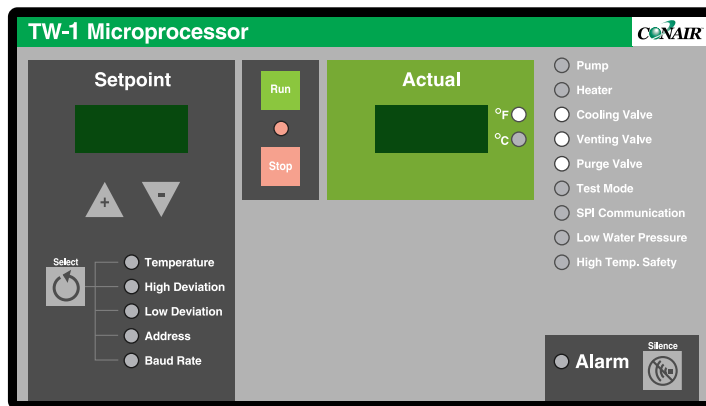 TW-1 Microprocessor
CONAIR
Setpoint
+
-
Select
Temperature
High Deviation
Low Deviation
Address
Baud Rate
Run
Stop
Actual
°F
°C
Pump
Heater
Cooling Valve
Venting Valve
Purge Valve
Test Mode
SPI Communication
Low Water Pressure
High Temp. Safety
Alarm
Silence